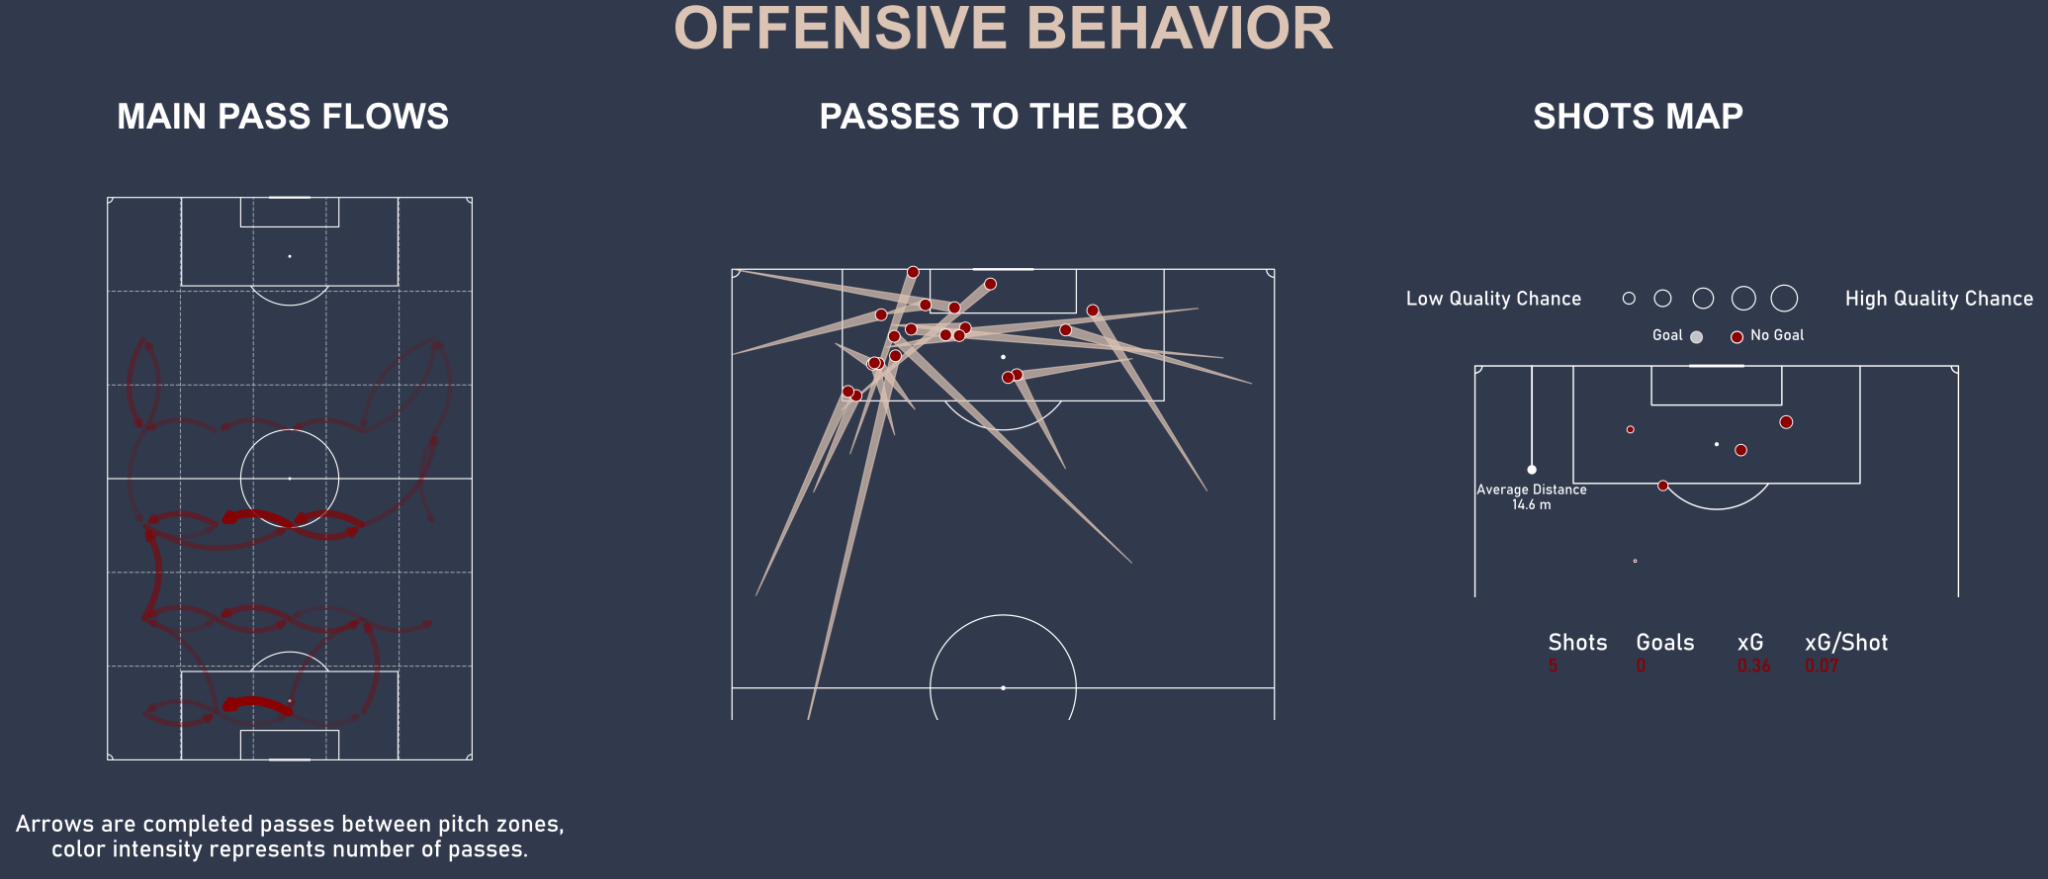 OFFENSIVE BEHAVIOR
MAIN PASS FLOWS
PASSES TO THE BOX
SHOTS MAP
Low Quality Chance
High Quality Chance
Goal
No Goal
Average Distance
14.6 m
Shots Goals xG xG/Shot
5 0 0.36 0.07
Arrows are completed passes between pitch zones,
color intensity represents number of passes.